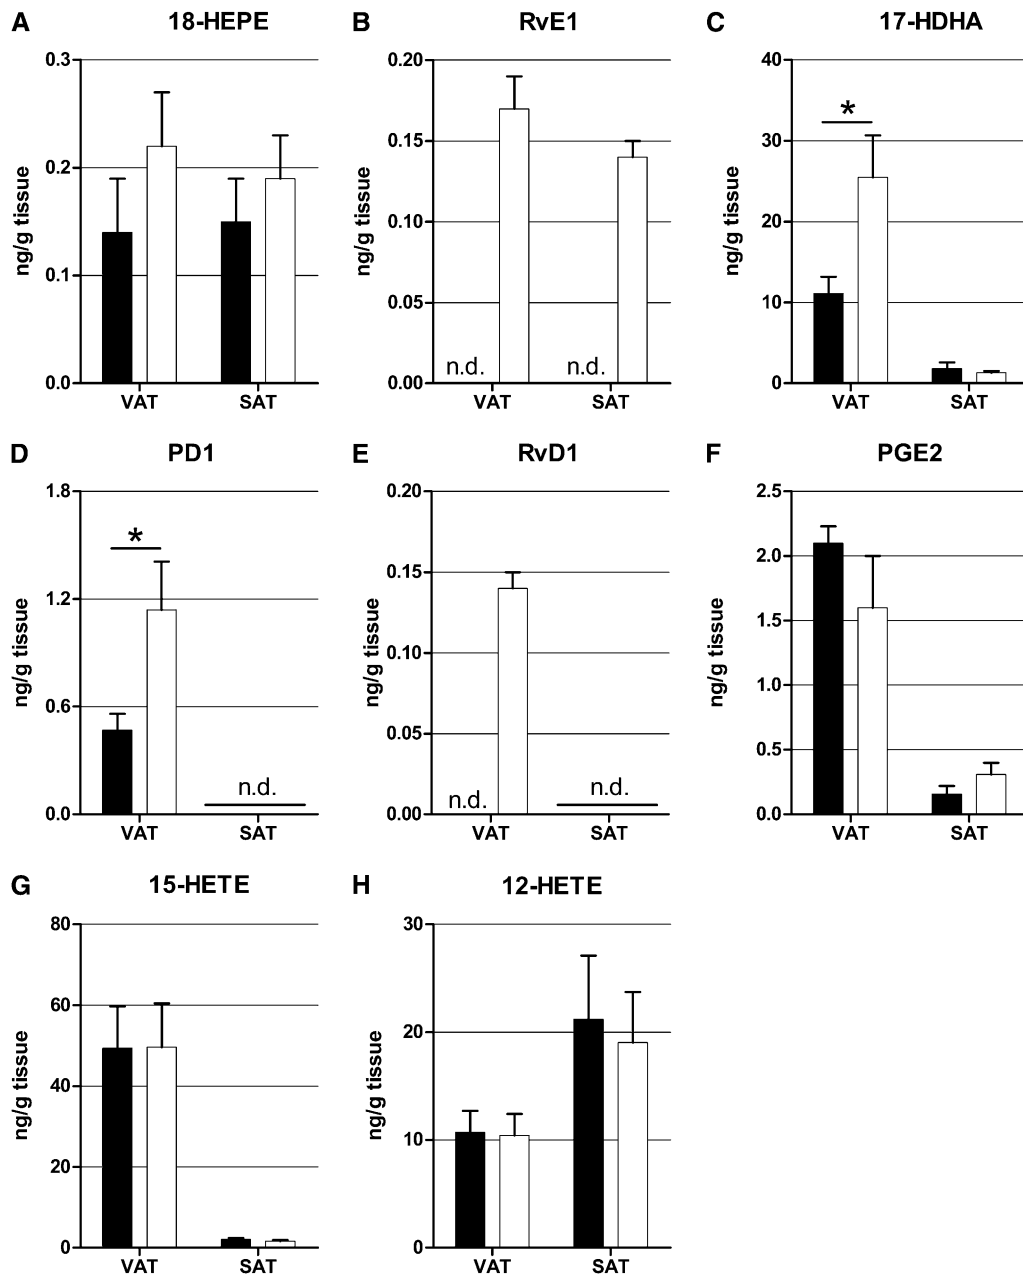 A 18-HEPE
0.3
0.2
0.1
0.0
ng/g tissue
VAT SAT
B RvE1
0.20
0.15
0.10
0.05
0.00
ng/g tissue
n.d. n.d.
VAT SAT
C 17-HDHA
40
30
20
10
0
ng/g tissue
*
VAT SAT
D PD1
1.8
1.2
0.6
0.0
ng/g tissue
*
n.d.
VAT SAT
E RvD1
0.20
0.15
0.10
0.05
0.00
ng/g tissue
n.d. n.d.
VAT SAT
F PGE2
2.5
2.0
1.5
1.0
0.5
0.0
ng/g tissue
VAT SAT
G 15-HETE
80
60
40
20
0
ng/g tissue
VAT SAT
H 12-HETE
30
20
10
0
ng/g tissue
VAT SAT